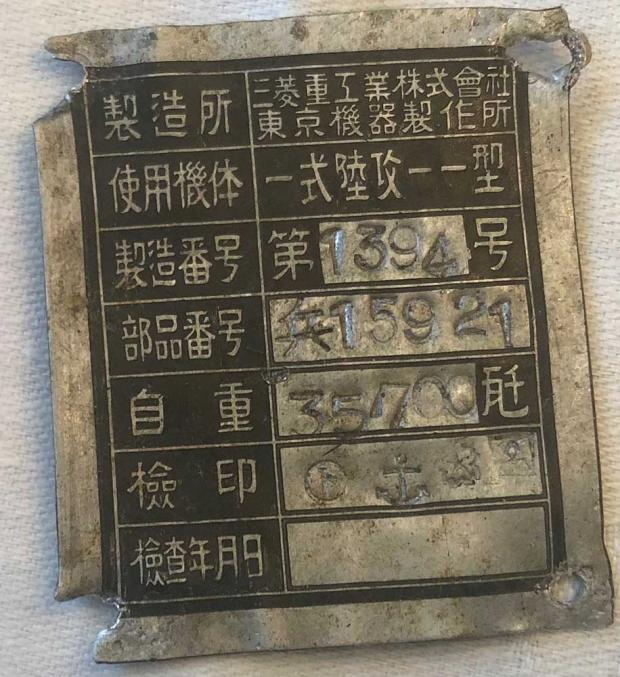 製造所
三菱重工業株式會社
東京機器製作所
使用機体 一式陸攻一一型
製造番号 第1394号
部品番号 兵15921
自重 35700瓩
檢印 ⚓
檢查年月日